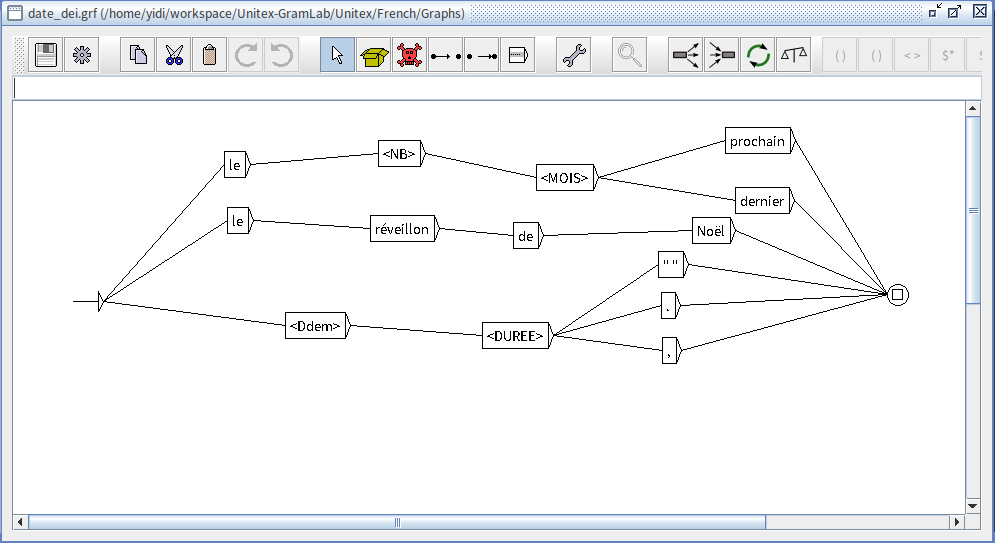 date_dei.grf (/home/yidi/workspace/Unitex-GramLab/Unitex/French/Graphs)
() () <> $* $
prochain
le <NB> <MOIS>
dernier
le réveillon de Noël
" "
.
<Ddem> <DUREE>
,